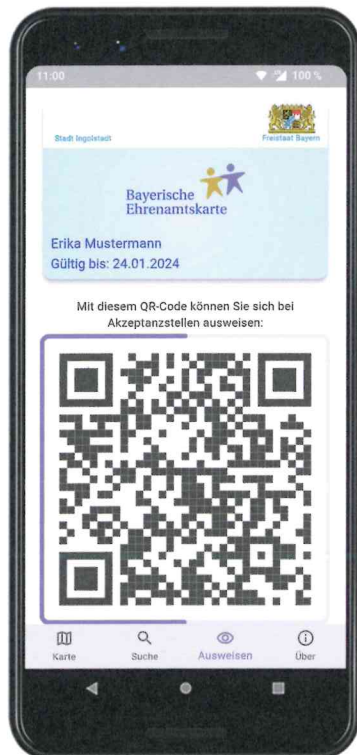 11:00
100 %
Stadt Ingolstadt
Freistaat Bayern
Bayerische
Ehrenamtskarte
Erika Mustermann
Gültig bis: 24.01.2024
Mit diesem QR-Code können Sie sich bei
Akzeptanzstellen ausweisen:
Karte
Suche
Ausweisen
Über